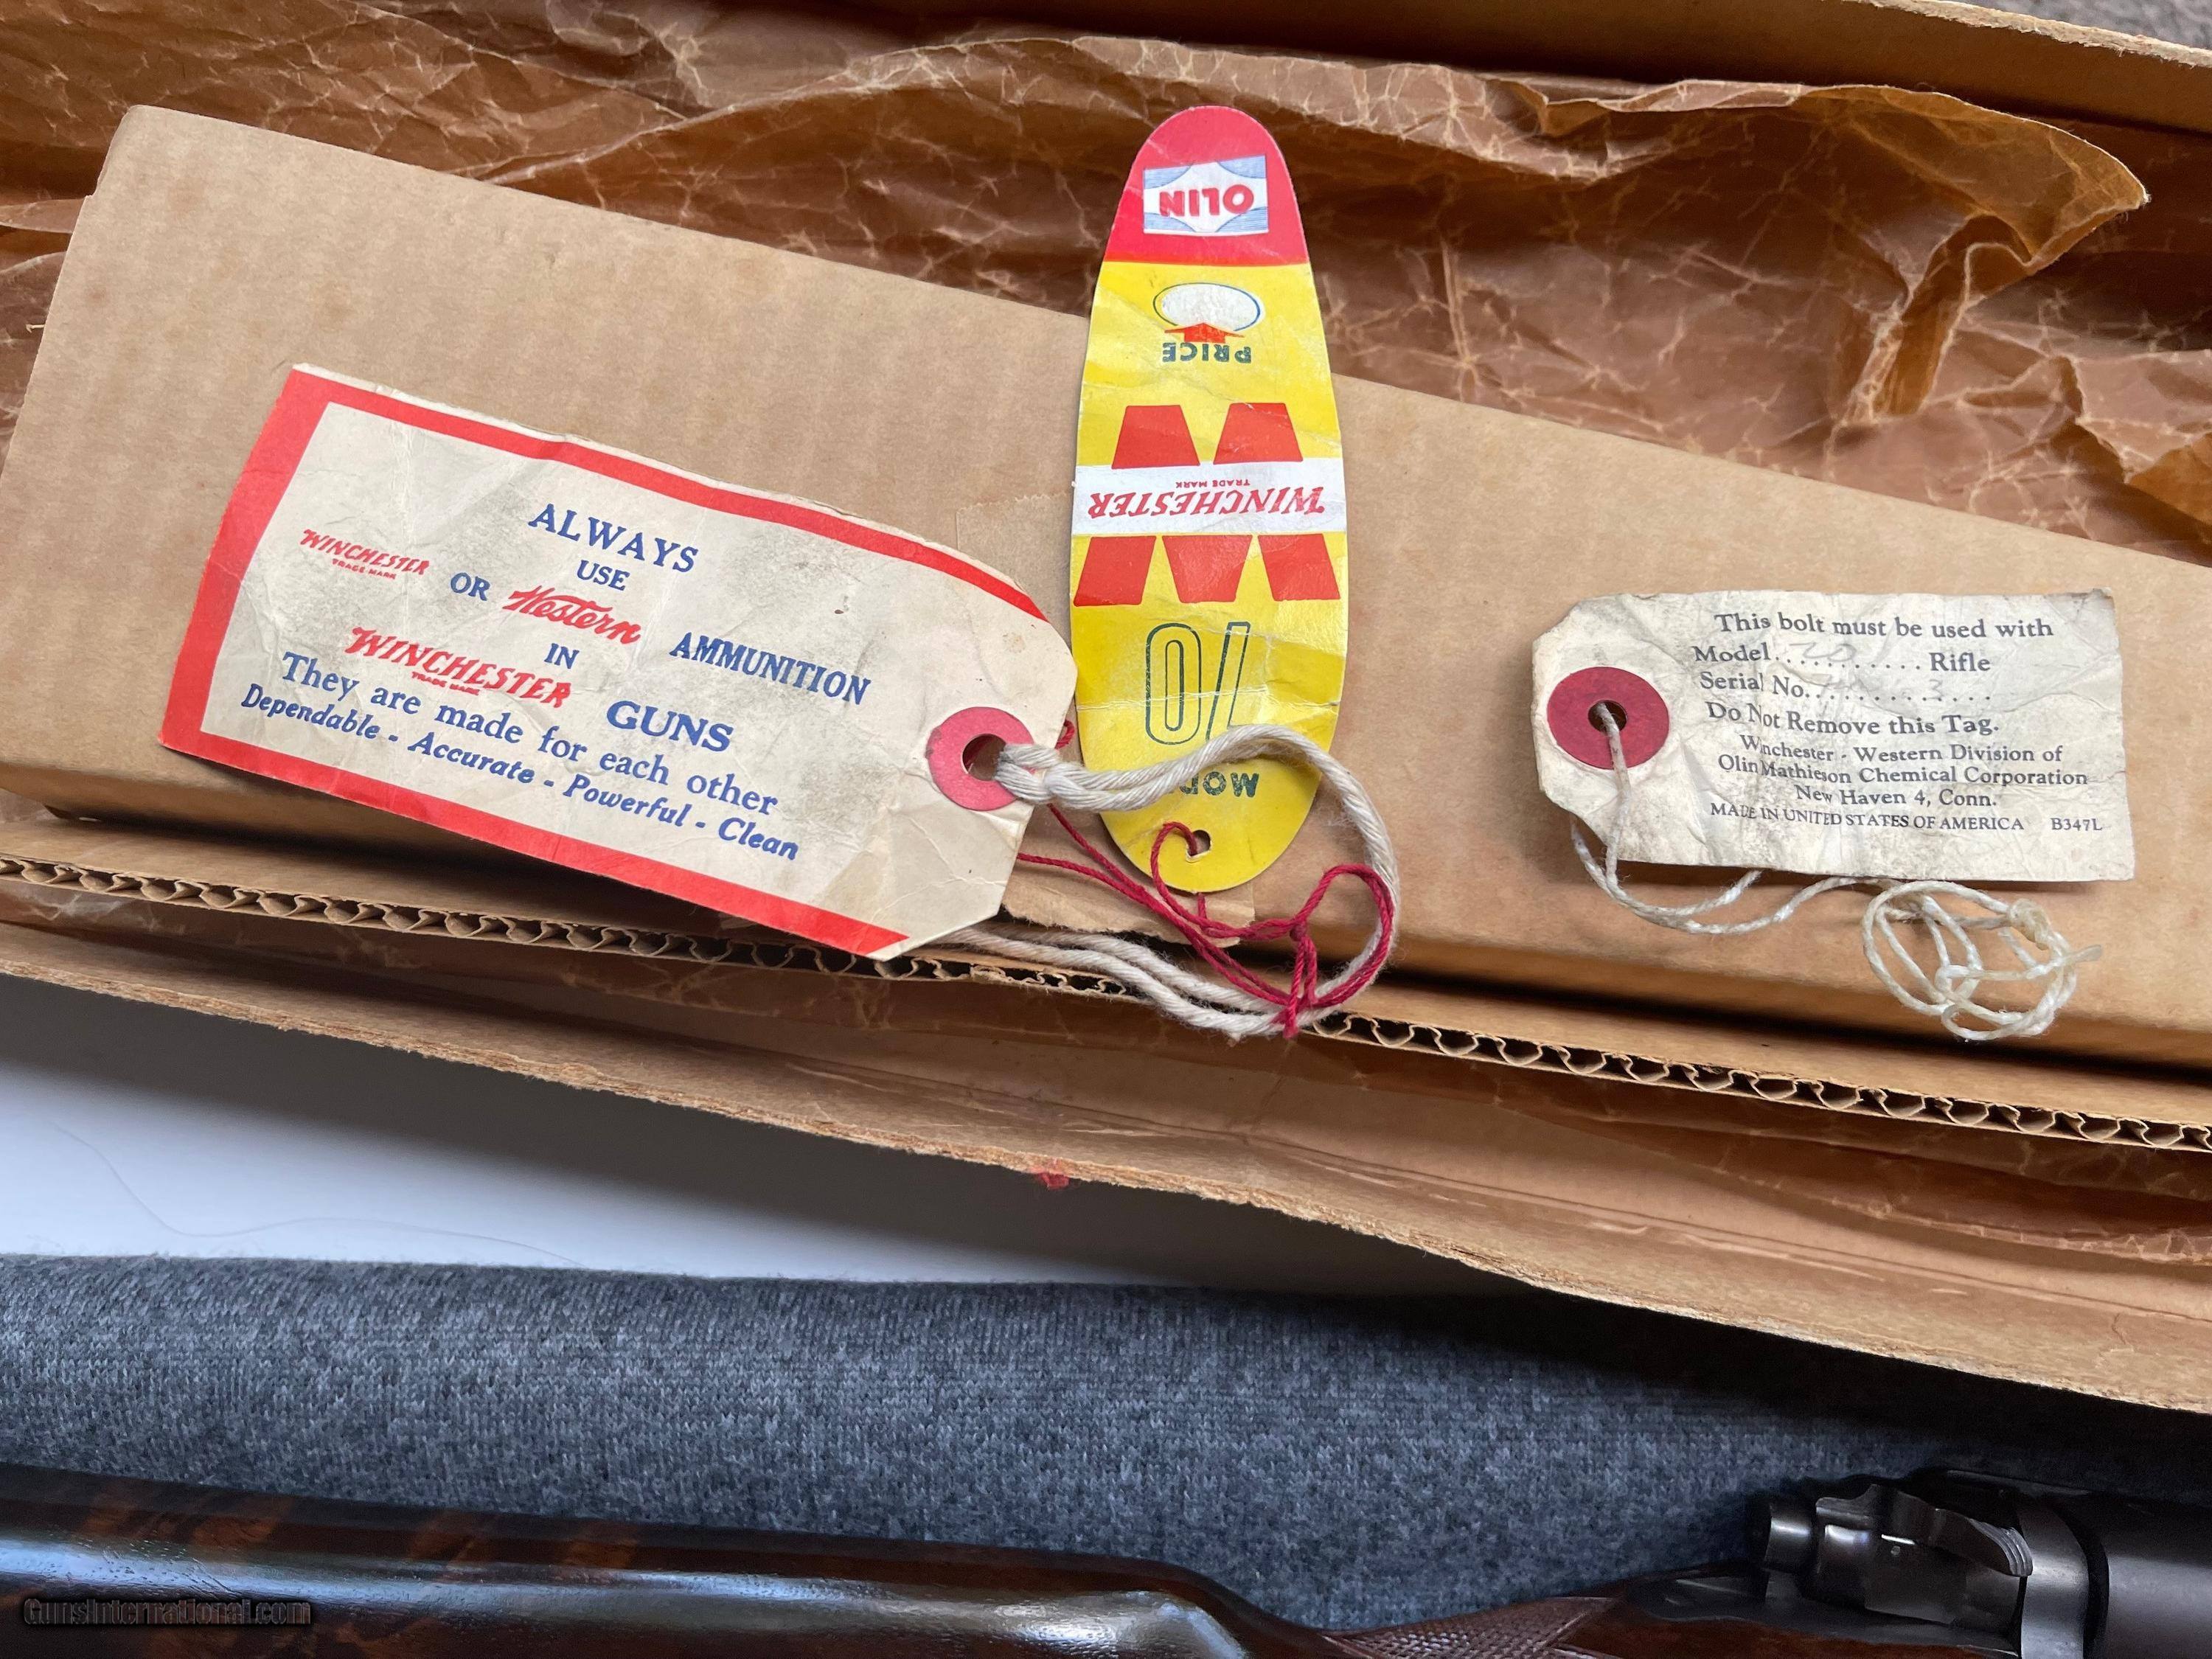 ALWAYS
USE
WINCHESTER
TRADE MARK
OR Western AMMUNITION
IN
WINCHESTER GUNS
TRADE MARK
They are made for each other
Dependable - Accurate - Powerful - Clean
OLIN
PRICE
WINCHESTER
TRADE MARK
70
This bolt must be used with
Model........... Rifle
Serial No..........3....
Do Not Remove this Tag.
Winchester - Western Division of
Olin Mathieson Chemical Corporation
New Haven 4, Conn.
MADE IN UNITED STATES OF AMERICA B347L
GunsInternational.com